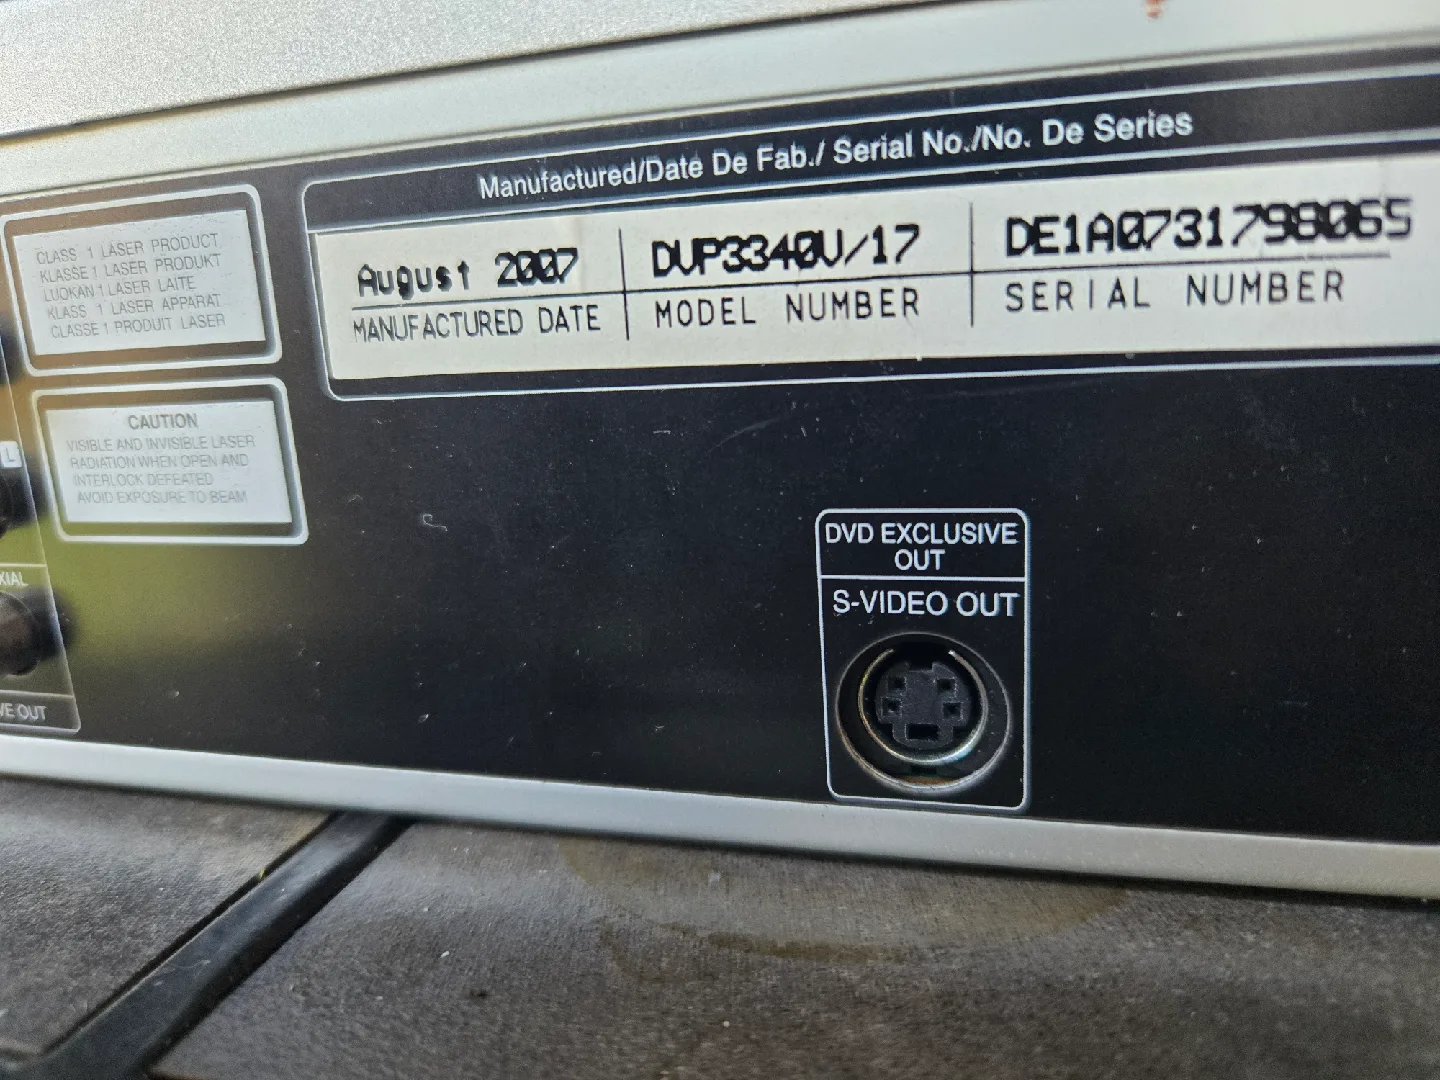 Manufactured/Date De Fab./ Serial No./No. De Series
August 2007
MANUFACTURED DATE
DVP3340V/17
MODEL NUMBER
DE1A0731798065
SERIAL NUMBER
CLASS 1 LASER PRODUCT
KLASSE 1 LASER PRODUKT
LUOKAN 1 LASER LAITE
KLASS 1 LASER APPARAT
CLASSE 1 PRODUIT LASER
CAUTION
VISIBLE AND INVISIBLE LASER
RADIATION WHEN OPEN AND
INTERLOCK DEFEATED
AVOID EXPOSURE TO BEAM
L
XIAL
VE OUT
DVD EXCLUSIVE
OUT
S-VIDEO OUT